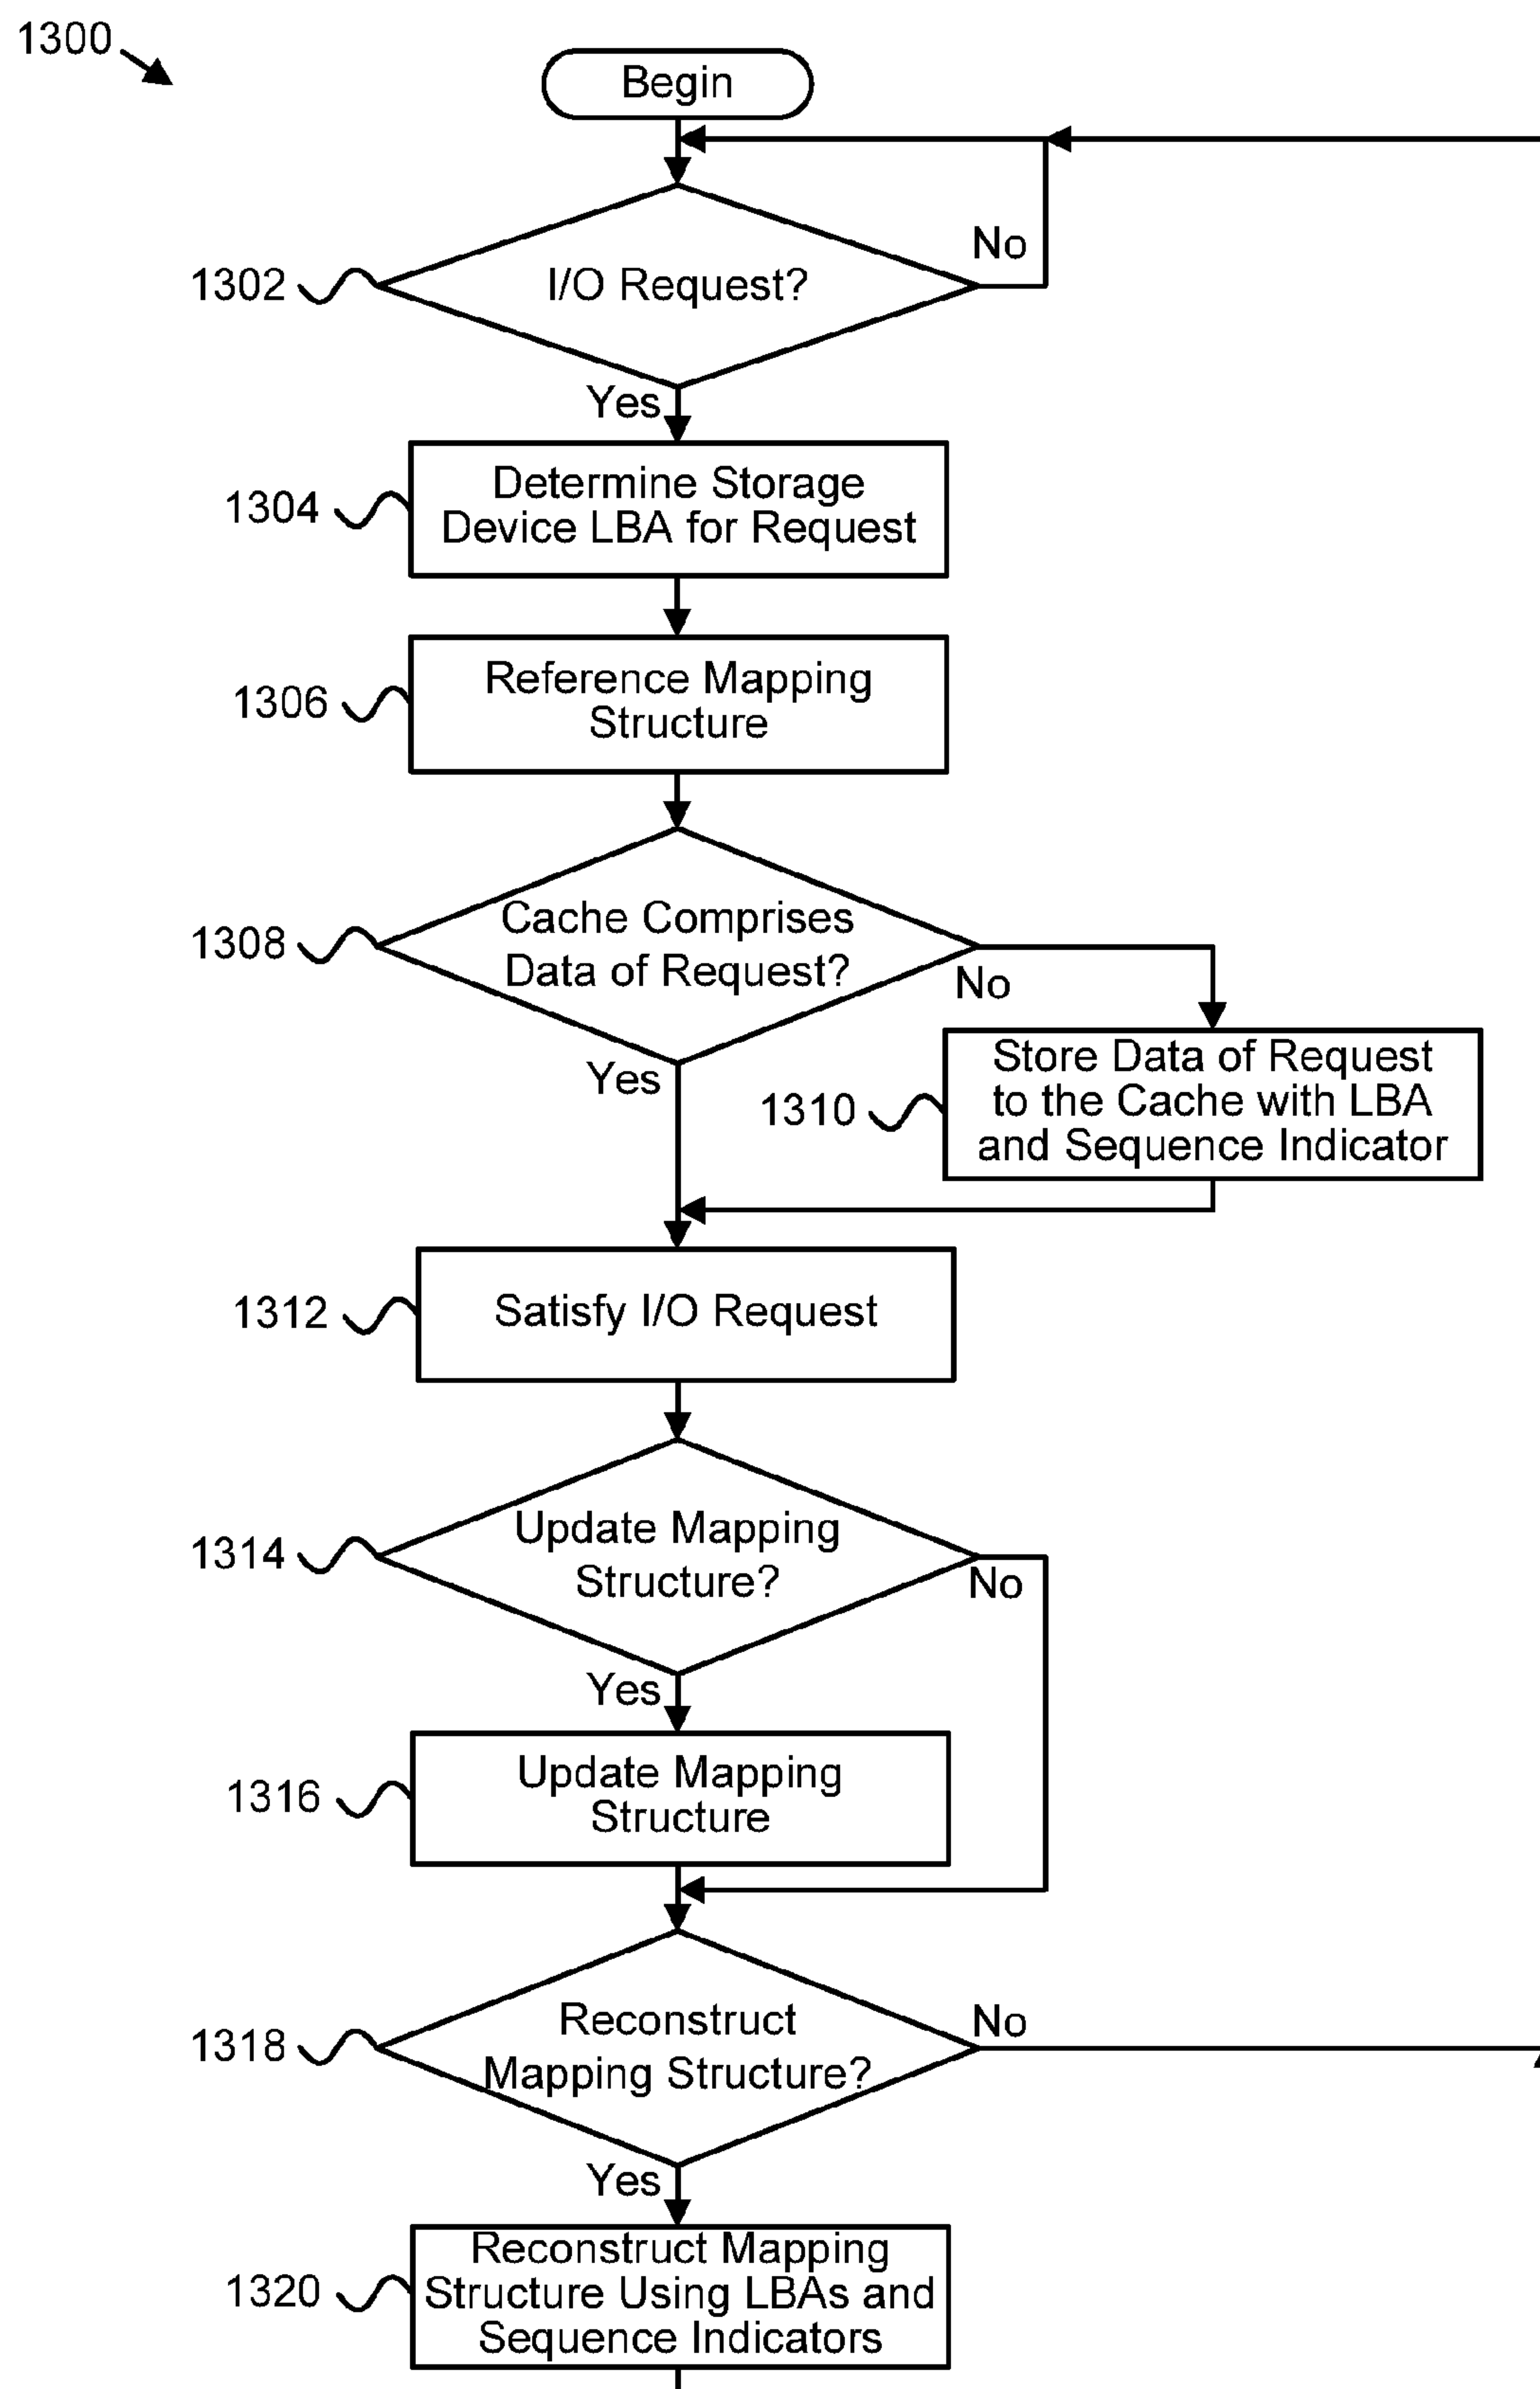 1300
Begin
No
1302
I/O Request?
Yes
1304
Determine Storage
Device LBA for Request
1306
Reference Mapping
Structure
1308
Cache Comprises
Data of Request?
No
Yes
1310
Store Data of Request
to the Cache with LBA
and Sequence Indicator
1312
Satisfy I/O Request
1314
Update Mapping
Structure?
No
Yes
1316
Update Mapping
Structure
1318
Reconstruct
Mapping Structure?
No
Yes
1320
Reconstruct Mapping
Structure Using LBAs and
Sequence Indicators